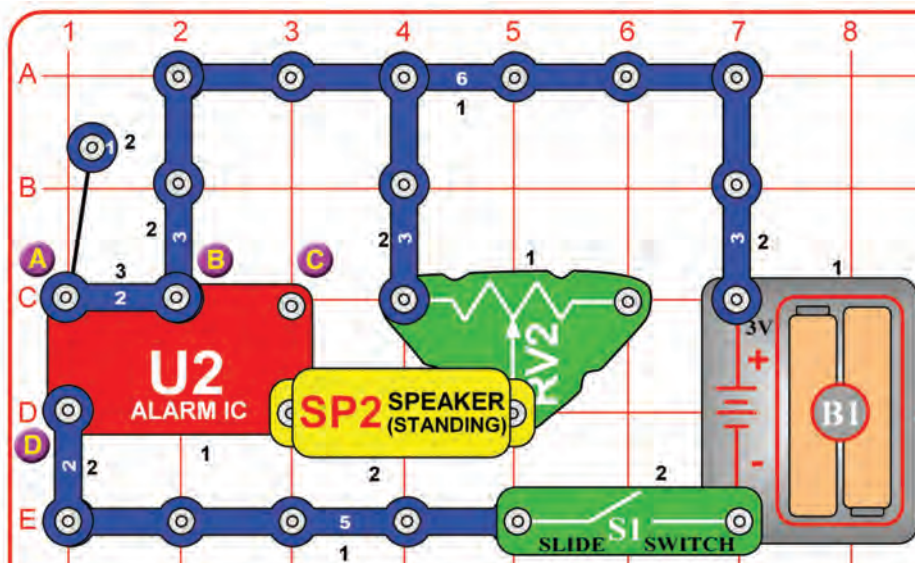 1 2 3 4 5 6 7 8
A
6
1
1 2
B
2 3
2 3
3 2
A
3
B
C
1
1
C
2
3V
+
U2
ALARM IC
RV2
B1
D
SP2 SPEAKER
(STANDING)
-
D
2 2
1
2
2
E
5
1
S1
SLIDE SWITCH